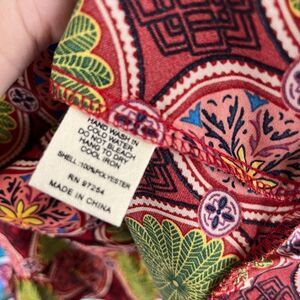 HAND WASH IN
COLD WATER
DO NOT BLEACH
HANG TO DRY
COOL IRON
SHELL:100%POLYESTER
RN 97254
MADE IN CHINA